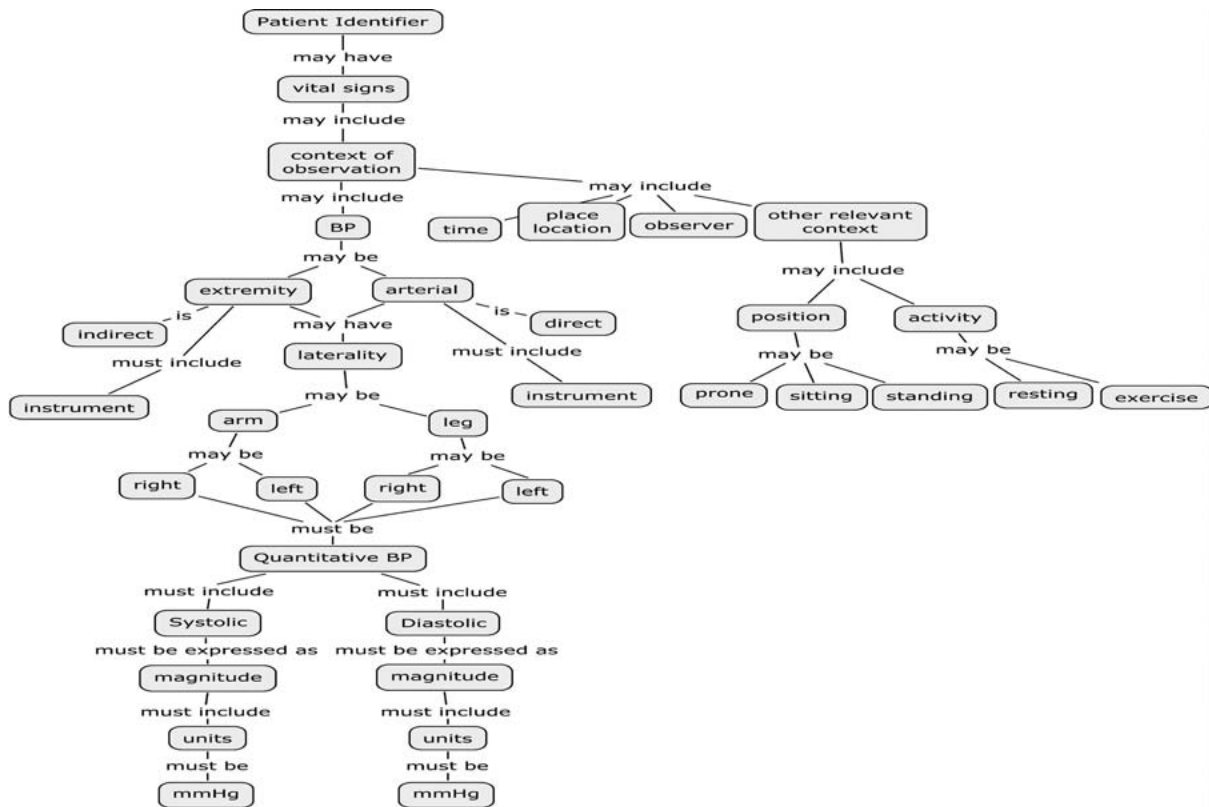 Patient Identifier
may have
vital signs
may include
context of
observation
may include
may include
BP
time
place
location
observer
other relevant
context
may be
may include
extremity
arterial
is
indirect
is
direct
may have
laterality
must include
must include
instrument
instrument
position
activity
may be
may be
prone
sitting
standing
resting
exercise
may be
arm
leg
may be
may be
right
left
right
left
must be
Quantitative BP
must include
must include
Systolic
Diastolic
must be expressed as
must be expressed as
magnitude
magnitude
must include
must include
units
units
must be
must be
mmHg
mmHg